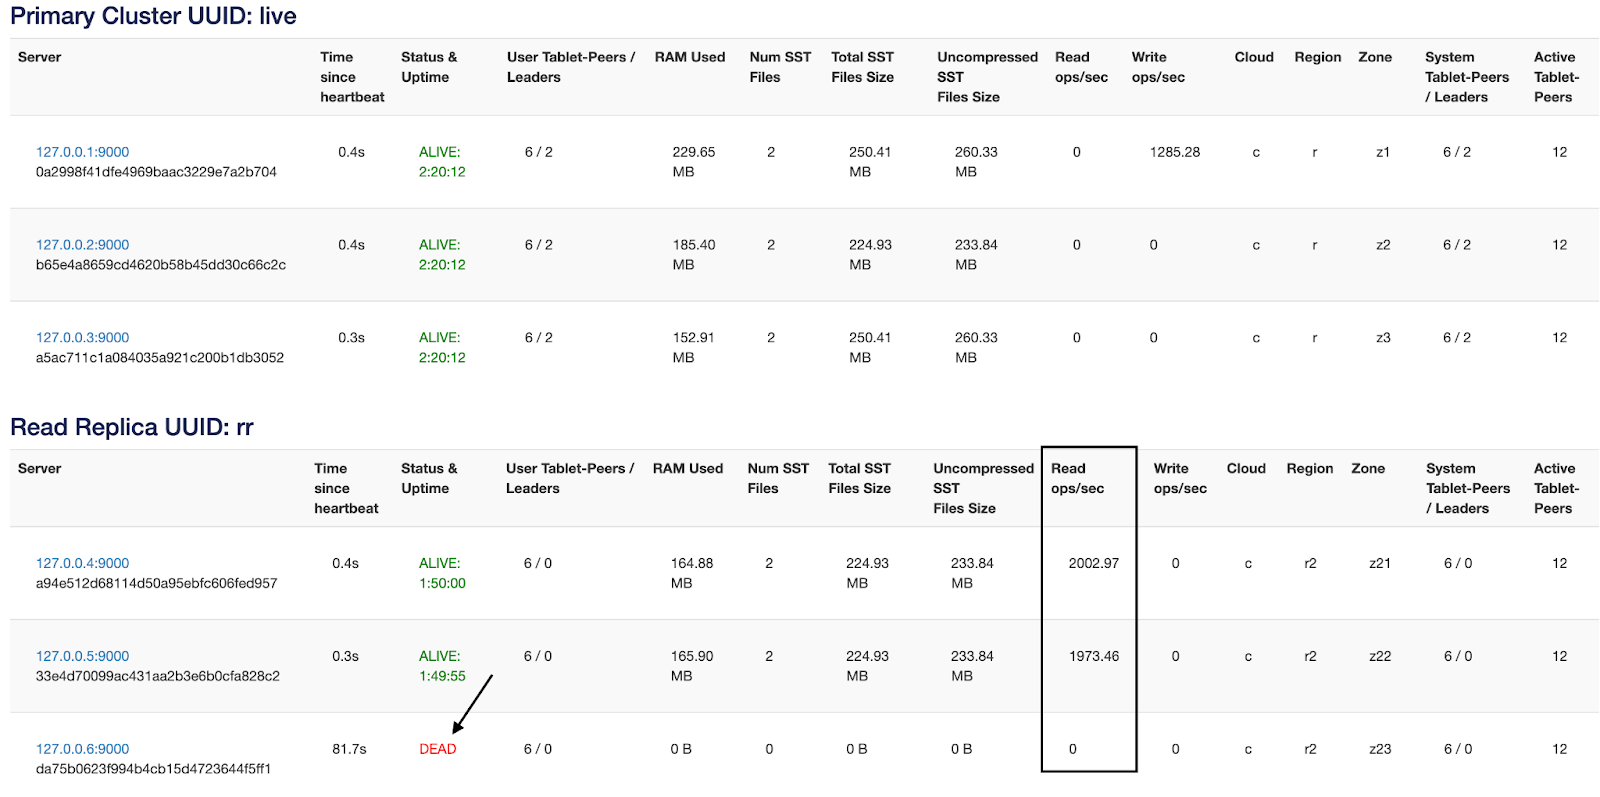 Primary Cluster UUID: live
Server Time since heartbeat Status & Uptime User Tablet-Peers / Leaders RAM Used Num SST Files Total SST Files Size Uncompressed SST Files Size Read ops/sec Write ops/sec Cloud Region Zone System Tablet-Peers / Leaders Active Tablet-Peers
127.0.0.1:9000 0.4s ALIVE: 6 / 2 229.65 2 250.41 260.33 0 1285.28 c r z1 6 / 2 12
0a2998f41dfe4969baac3229e7a2b704 2:20:12 MB MB MB
127.0.0.2:9000 0.4s ALIVE: 6 / 2 185.40 2 224.93 233.84 0 0 c r z2 6 / 2 12
b65e4a8659cd4620b58b45dd30c66c2c 2:20:12 MB MB MB
127.0.0.3:9000 0.3s ALIVE: 6 / 2 152.91 2 250.41 260.33 0 0 c r z3 6 / 2 12
a5ac711c1a084035a921c200b1db3052 2:20:12 MB MB MB
Read Replica UUID: rr
Server Time since heartbeat Status & Uptime User Tablet-Peers / Leaders RAM Used Num SST Files Total SST Files Size Uncompressed SST Files Size Read ops/sec Write ops/sec Cloud Region Zone System Tablet-Peers / Leaders Active Tablet-Peers
127.0.0.4:9000 0.4s ALIVE: 6 / 0 164.88 2 224.93 233.84 2002.97 0 c r2 z21 6 / 0 12
a94e512d68114d50a95ebfc606fed957 1:50:00 MB MB MB
127.0.0.5:9000 0.3s ALIVE: 6 / 0 165.90 2 224.93 233.84 1973.46 0 c r2 z22 6 / 0 12
33e4d70099ac431aa2b3e6b0cfa828c2 1:49:55 MB MB MB
127.0.0.6:9000 81.7s DEAD 6 / 0 0 B 0 0 B 0 B 0 0 c r2 z23 6 / 0 12
da75b0623f994b4cb15d4723644f5ff1